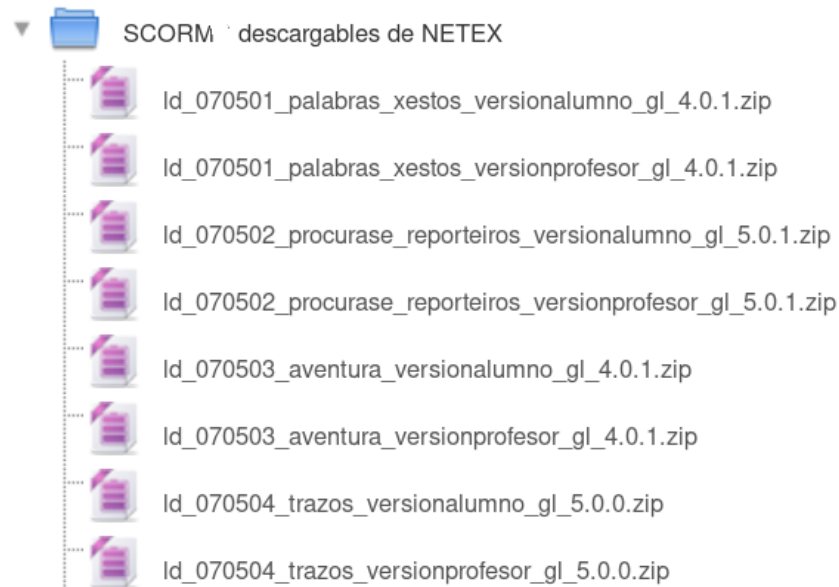 SCORM descargables de NETEX
ld_070501_palabras_xestos_versionalumno_gl_4.0.1.zip
ld_070501_palabras_xestos_versionprofesor_gl_4.0.1.zip
ld_070502_procurase_reporteiros_versionalumno_gl_5.0.1.zip
ld_070502_procurase_reporteiros_versionprofesor_gl_5.0.1.zip
ld_070503_aventura_versionalumno_gl_4.0.1.zip
ld_070503_aventura_versionprofesor_gl_4.0.1.zip
ld_070504_trazos_versionalumno_gl_5.0.0.zip
ld_070504_trazos_versionprofesor_gl_5.0.0.zip